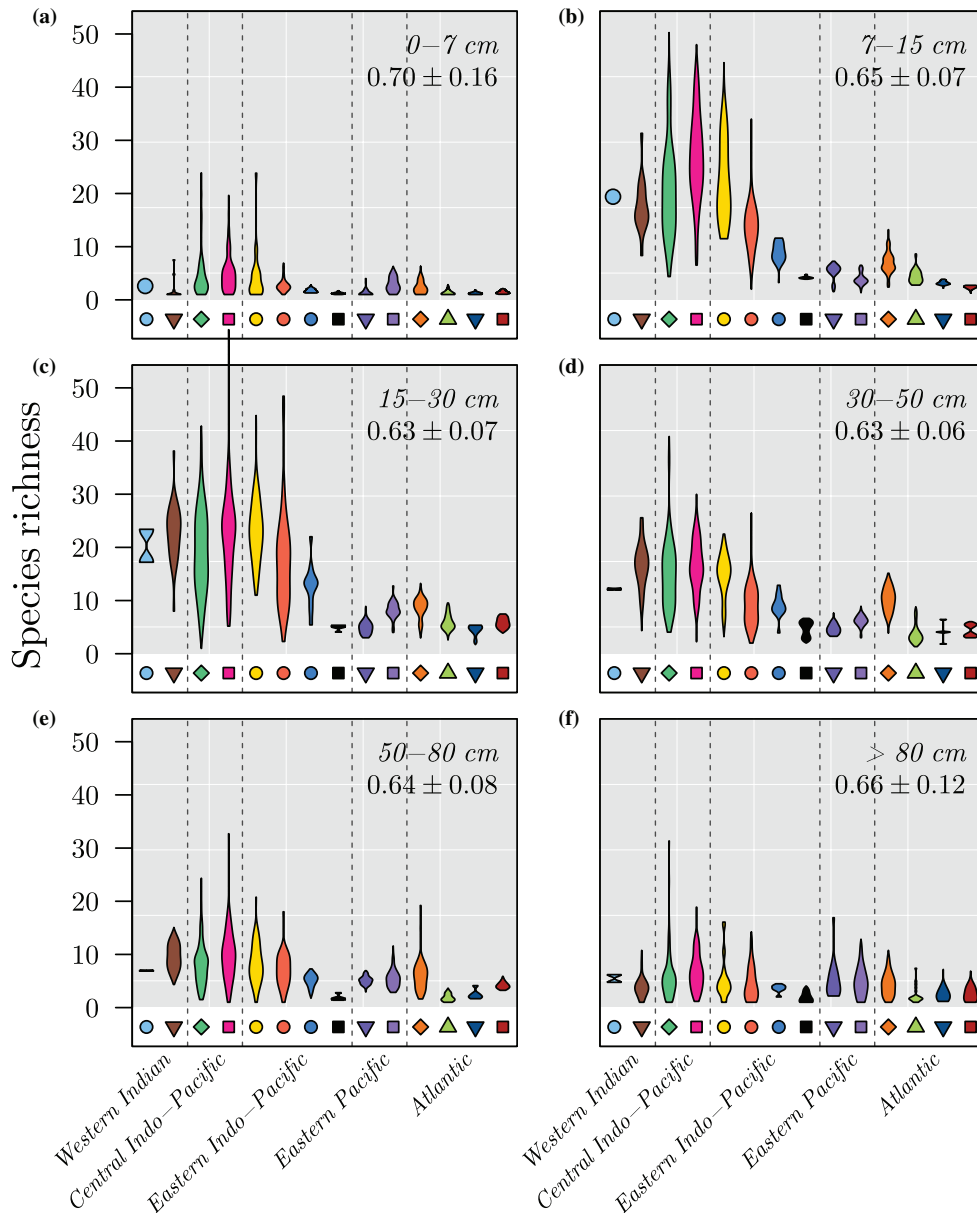 (a)
0–7 cm
0.70 ± 0.16
50
40
30
20
10
0
(b)
7–15 cm
0.65 ± 0.07
(c)
15–30 cm
0.63 ± 0.07
50
40
30
20
10
0
(d)
30–50 cm
0.63 ± 0.06
Species richness
(e)
50–80 cm
0.64 ± 0.08
50
40
30
20
10
0
(f)
> 80 cm
0.66 ± 0.12
Western Indian
Central Indo–Pacific
Eastern Indo–Pacific
Eastern Pacific
Atlantic
Western Indian
Central Indo–Pacific
Eastern Indo–Pacific
Eastern Pacific
Atlantic